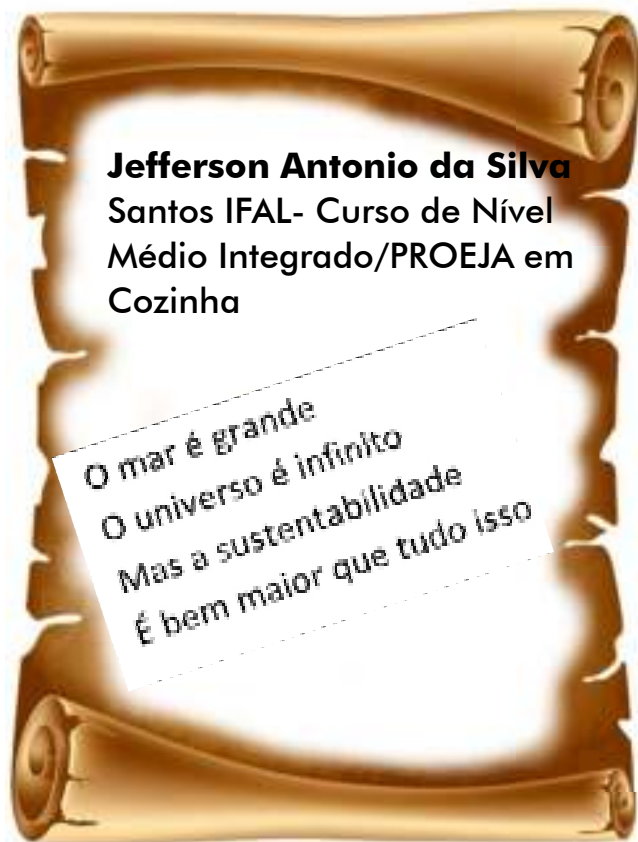 Jefferson Antonio da Silva
Santos IFAL- Curso de Nível
Médio Integrado/PROEJA em
Cozinha
O mar é grande
O universo é infinito
Mas a sustentabilidade
É bem maior que tudo isso